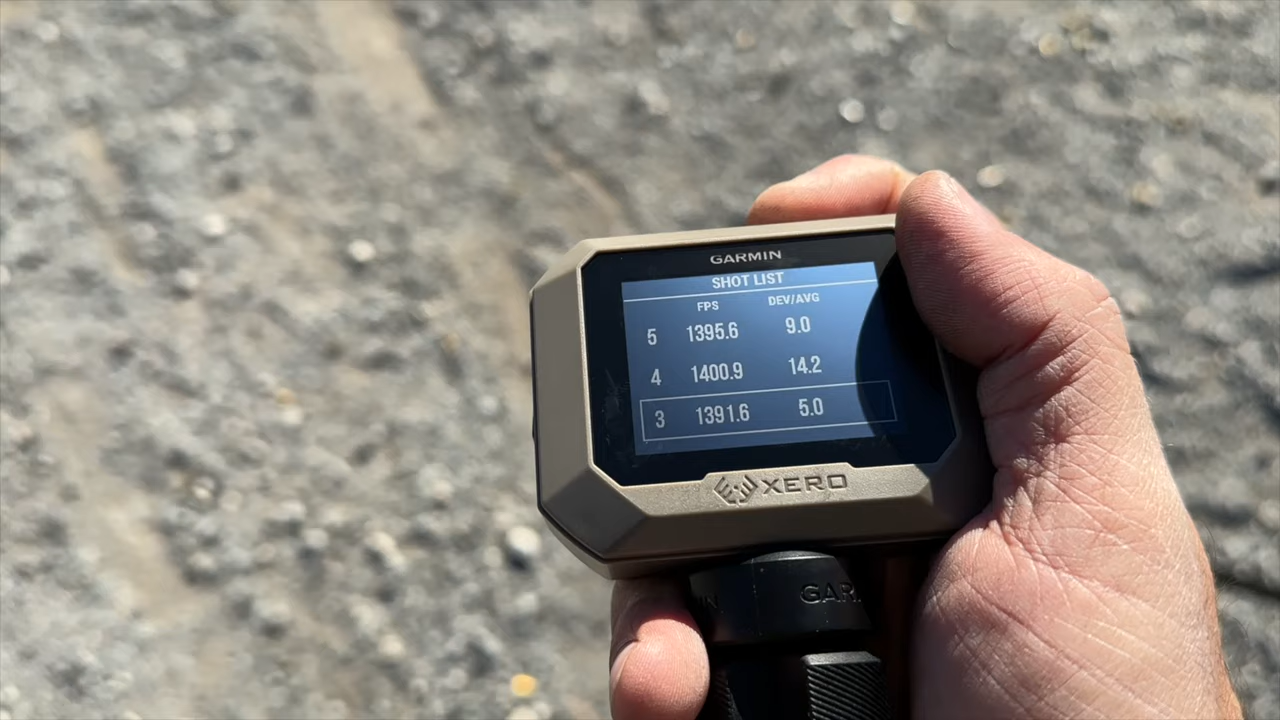 GARMIN
SHOT LIST
FPS DEV/AVG
5 1395.6 9.0
4 1400.9 14.2
3 1391.6 5.0
XERO
GAR